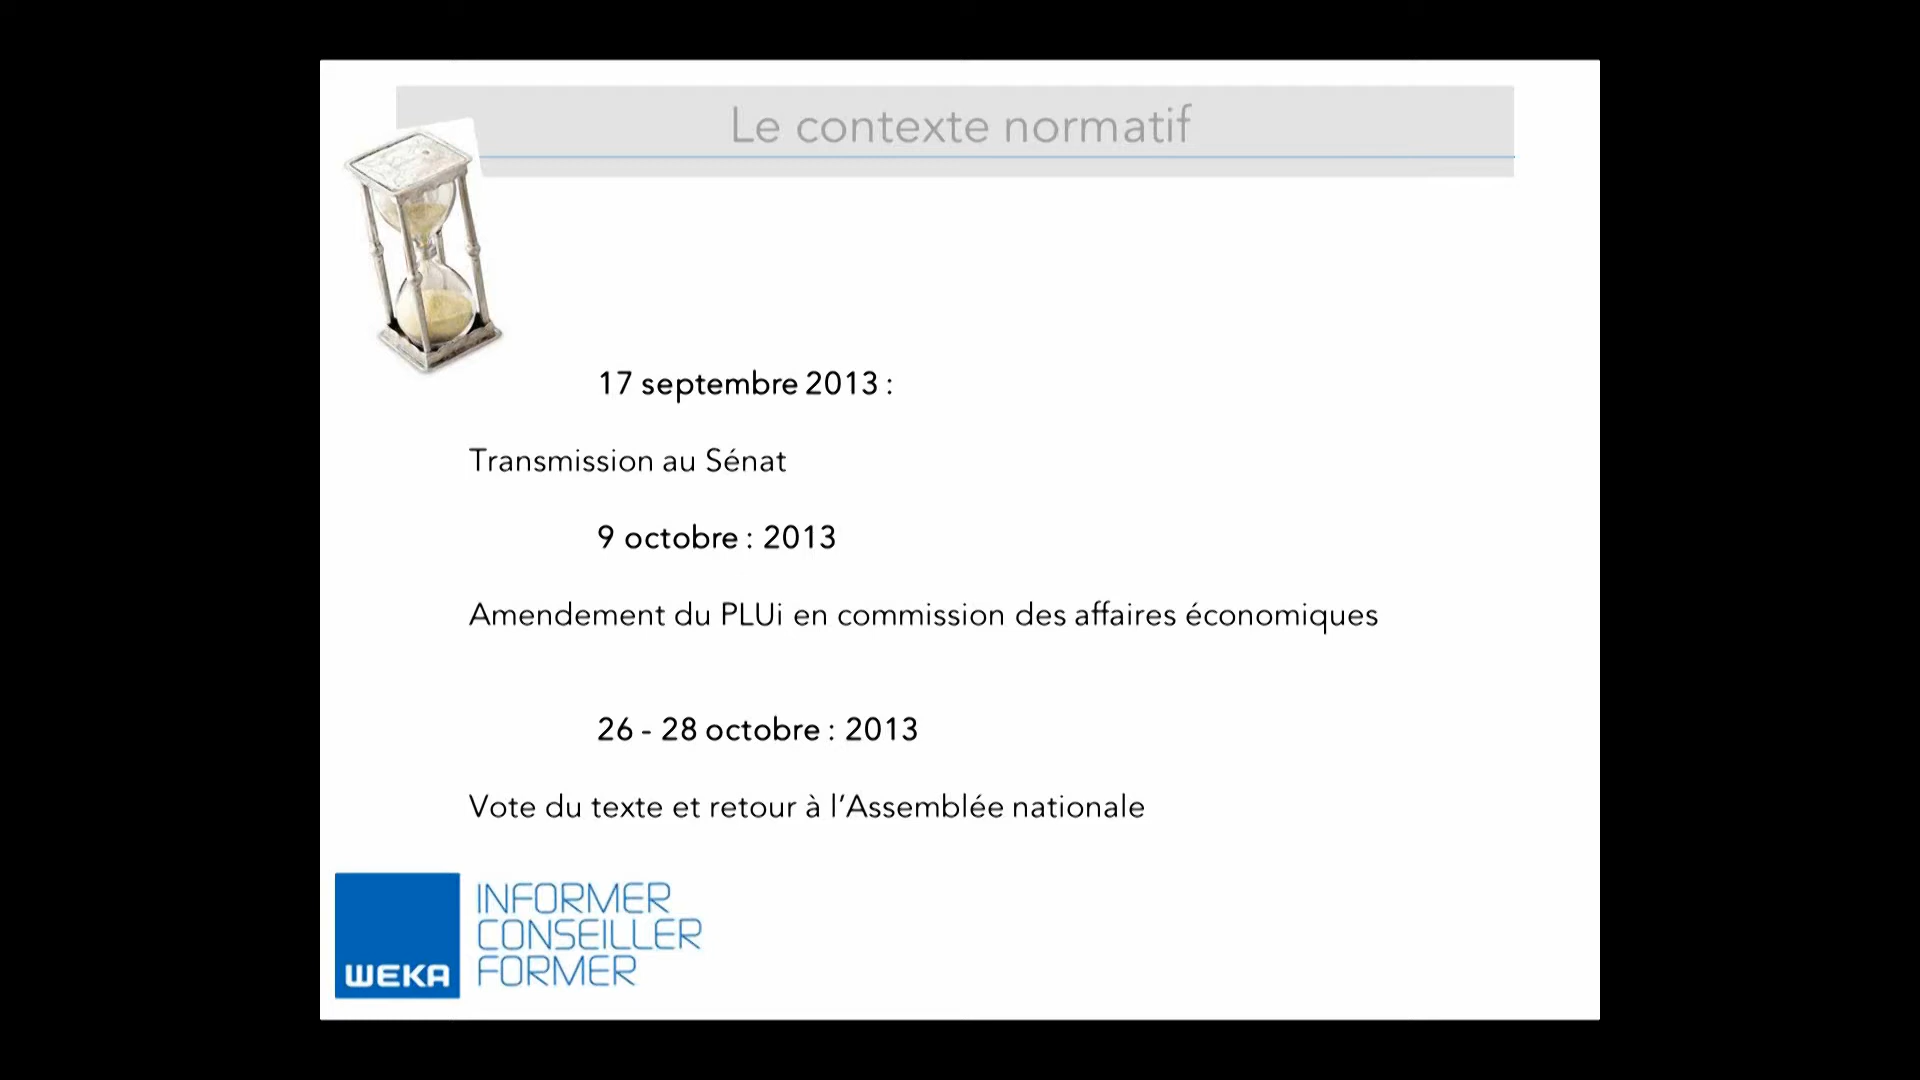 Le contexte normatif
17 septembre 2013 :
Transmission au Sénat
9 octobre : 2013
Amendement du PLUi en commission des affaires économiques
26 - 28 octobre : 2013
Vote du texte et retour à l’Assemblée nationale
WEKA
INFORMER
CONSEILLER
FORMER